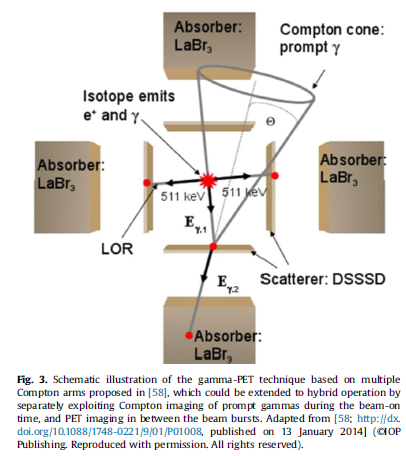 Absorber:
LaBr3
Compton cone:
prompt γ
Isotope emits
e+ and γ
Θ
Absorber:
LaBr3
Absorber:
LaBr3
511 keV
511 keV
Eγ,1
LOR
Scatterer: DSSSD
Eγ,2
Absorber:
LaBr3
Fig. 3. Schematic illustration of the gamma-PET technique based on multiple
Compton arms proposed in [58], which could be extended to hybrid operation by
separately exploiting Compton imaging of prompt gammas during the beam-on
time, and PET imaging in between the beam bursts. Adapted from [58; http://dx.
doi.org/10.1088/1748-0221/9/01/P01008, published on 13 January 2014] (©IOP
Publishing. Reproduced with permission. All rights reserved).